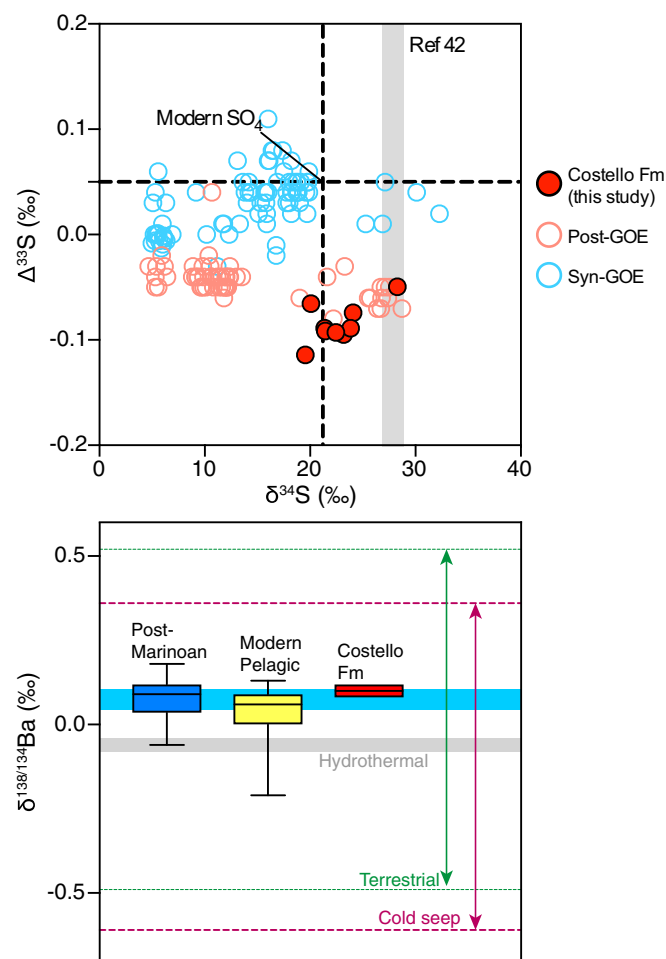 0.2
0.1
0.0
-0.1
-0.2
Δ³³S (‰)
Ref 42
Modern SO₄
0
10
20
30
40
δ³⁴S (‰)
Costello Fm
(this study)
Post-GOE
Syn-GOE
0.5
0.0
-0.5
δ¹³⁸/¹³⁴Ba (‰)
Post-
Marinoan
Modern
Pelagic
Costello
Fm
Hydrothermal
Terrestrial
Cold seep